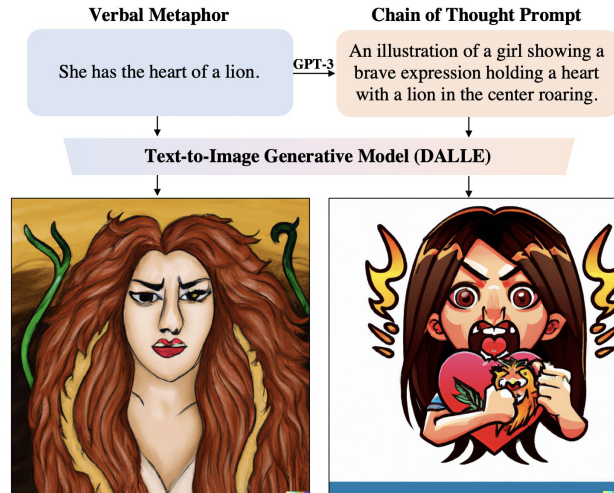 Verbal Metaphor
Chain of Thought Prompt
She has the heart of a lion.
GPT-3
An illustration of a girl showing a
brave expression holding a heart
with a lion in the center roaring.
Text-to-Image Generative Model (DALLE)